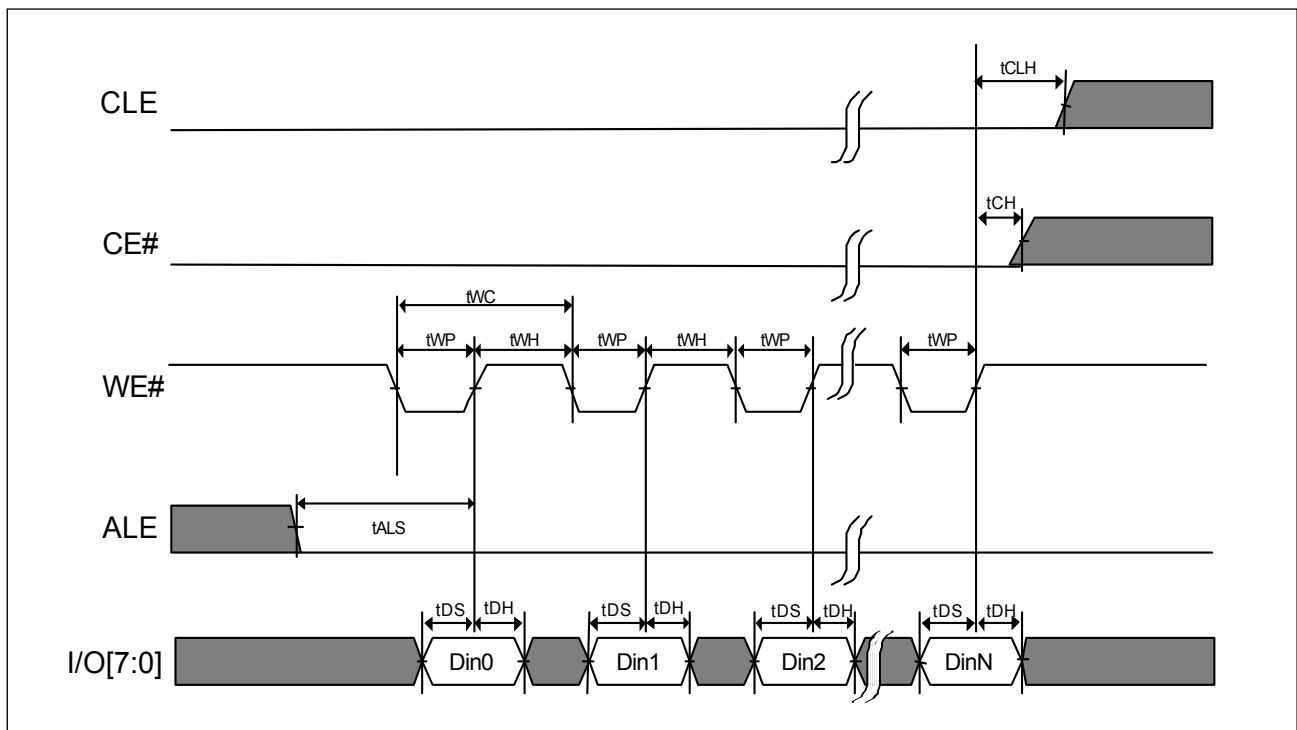 tCLH
CLE
tCH
CE#
tWC
tWP tWH tWP tWH tWP tWP
WE#
ALE
tALS
tDS tDH tDS tDH tDS tDH tDS tDH
I/O[7:0] Din0 Din1 Din2 DinN